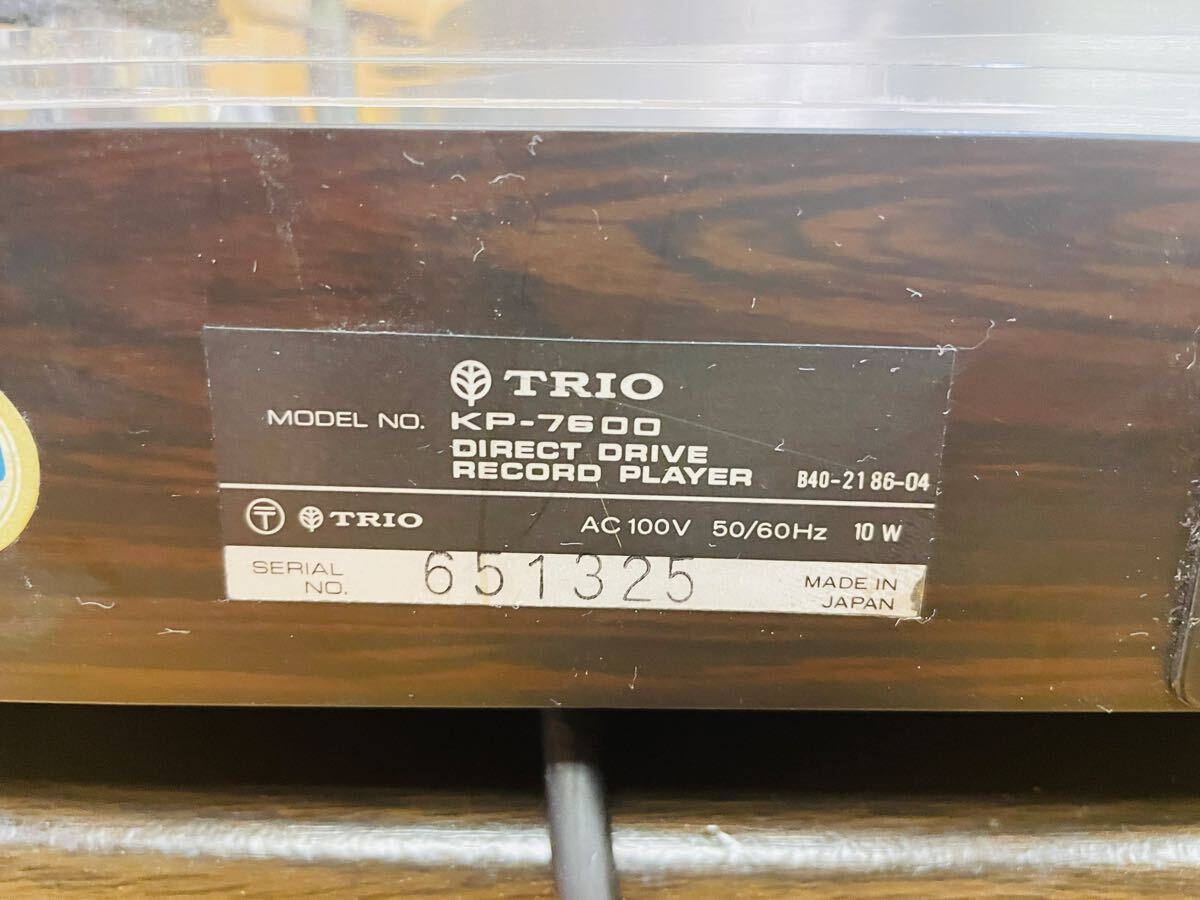 TRIO
MODEL NO. KP-7600
DIRECT DRIVE
RECORD PLAYER B40-2186-04
〒 TRIO AC 100V 50/60Hz 10 W
SERIAL NO. 651325
MADE IN JAPAN